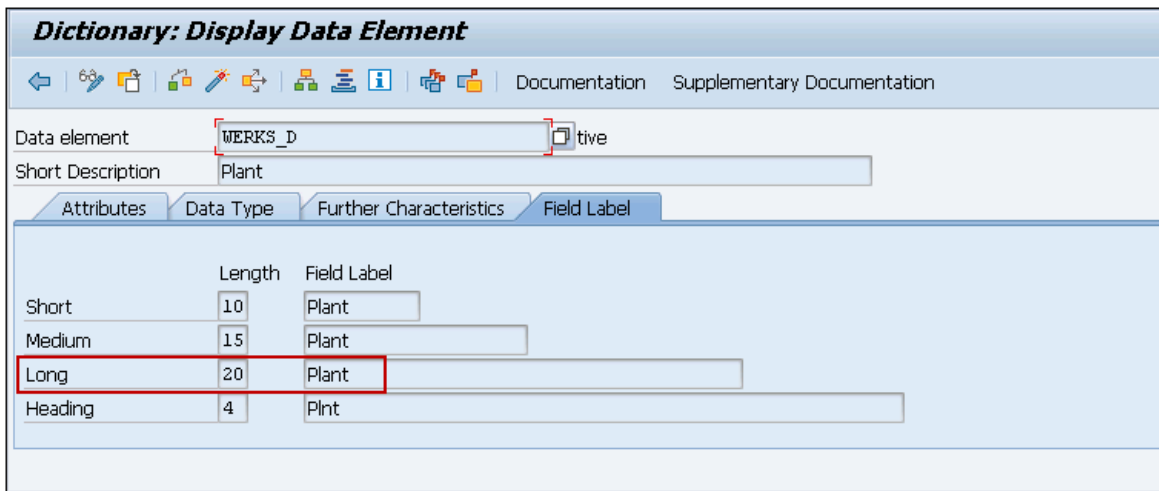 Dictionary: Display Data Element
Documentation Supplementary Documentation
Data element WERKS_D tive
Short Description Plant
Attributes Data Type Further Characteristics Field Label
Length Field Label
Short 10 Plant
Medium 15 Plant
Long 20 Plant
Heading 4 Plnt